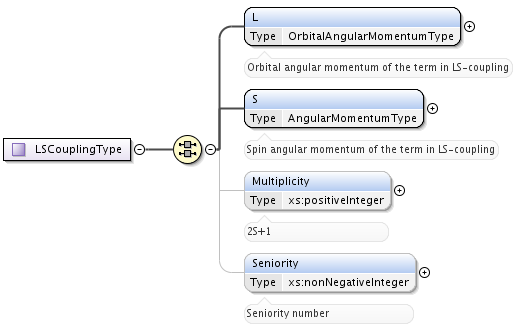 L
Type OrbitalAngularMomentumType
Orbital angular momentum of the term in LS-coupling
S
Type AngularMomentumType
LSCouplingType
Spin angular momentum of the term in LS-coupling
Multiplicity
Type xs:positiveInteger
2S+1
Seniority
Type xs:nonNegativeInteger
Seniority number